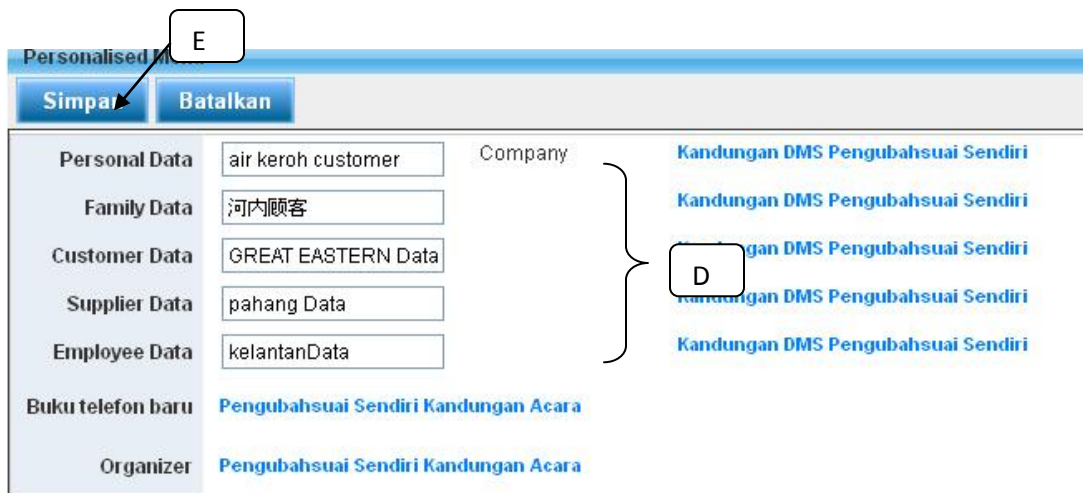 E
Personalised
Simpan Batalkan
Personal Data air keroh customer Company Kandungan DMS Pengubahsuai Sendiri
Family Data 河内顾客 Kandungan DMS Pengubahsuai Sendiri
Customer Data GREAT EASTERN Data Kandungan DMS Pengubahsuai Sendiri
D
Supplier Data pahang Data Kandungan DMS Pengubahsuai Sendiri
Employee Data kelantanData Kandungan DMS Pengubahsuai Sendiri
Buku telefon baru Pengubahsuai Sendiri Kandungan Acara
Organizer Pengubahsuai Sendiri Kandungan Acara